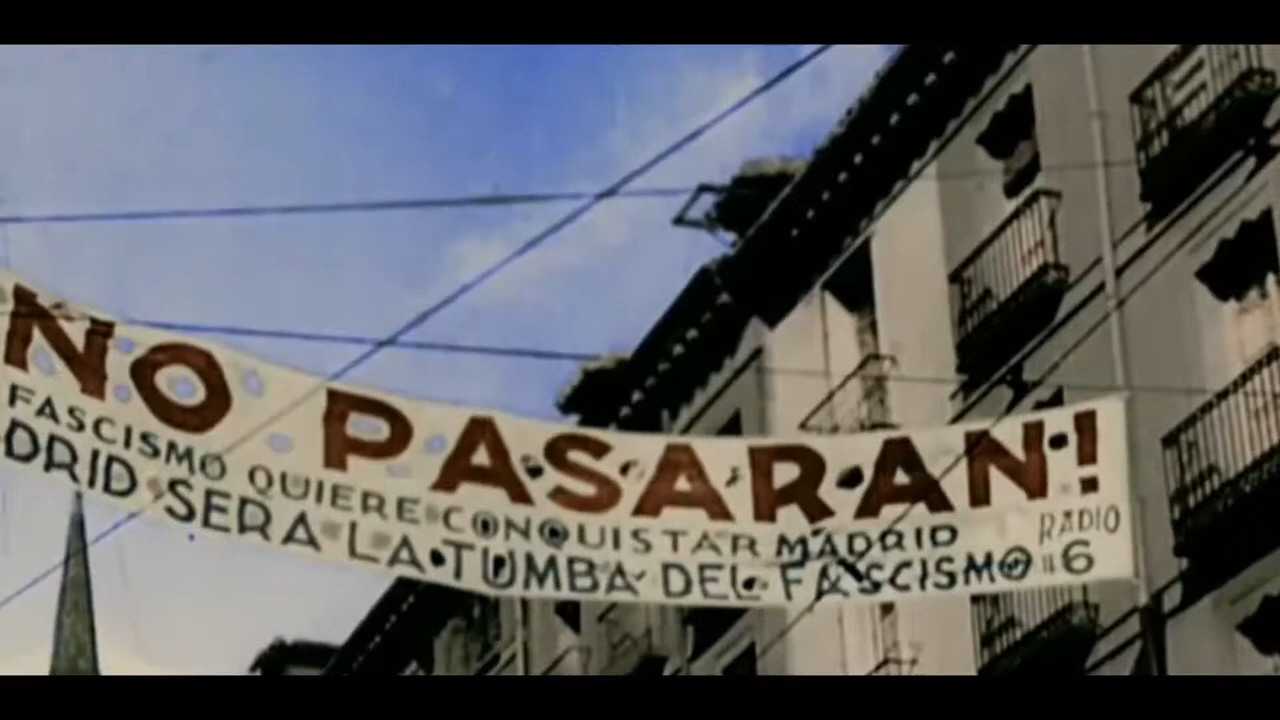 NO PASARAN!
FASCISMO QUIERE CONQUISTAR MADRID
DRID SERA LA TUMBA DEL FASCISMO
RADIO
6